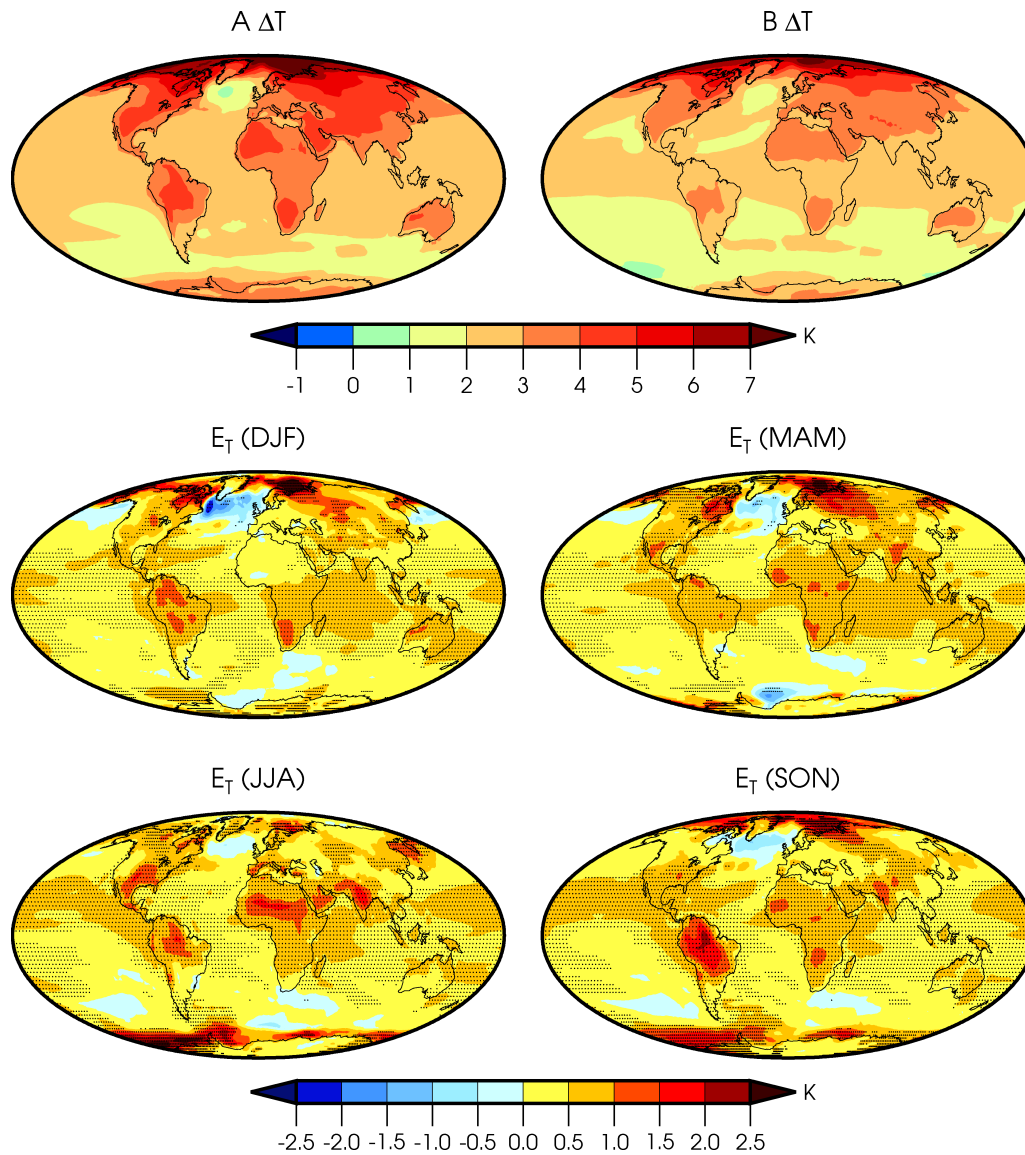 A ΔT
B ΔT
K
-1 0 1 2 3 4 5 6 7
E_T (DJF)
E_T (MAM)
E_T (JJA)
E_T (SON)
K
-2.5 -2.0 -1.5 -1.0 -0.5 0.0 0.5 1.0 1.5 2.0 2.5